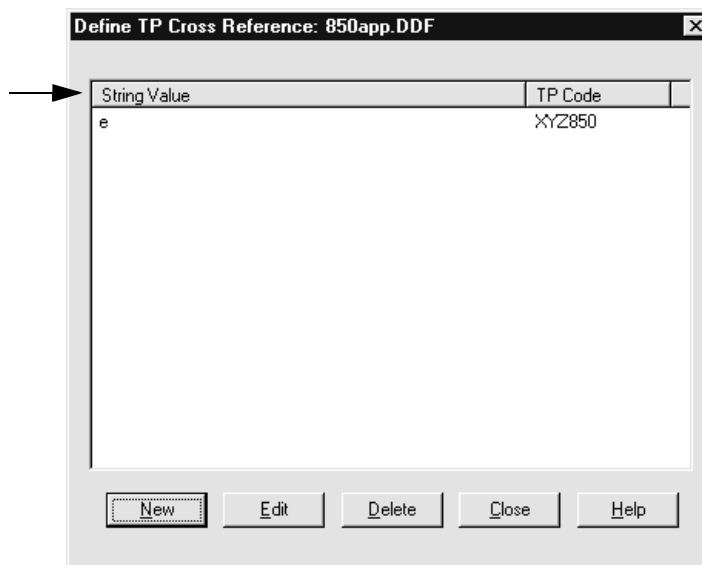 Define TP Cross Reference: 850app.DDF
String Value TP Code
e XYZ850
New Edit Delete Close Help